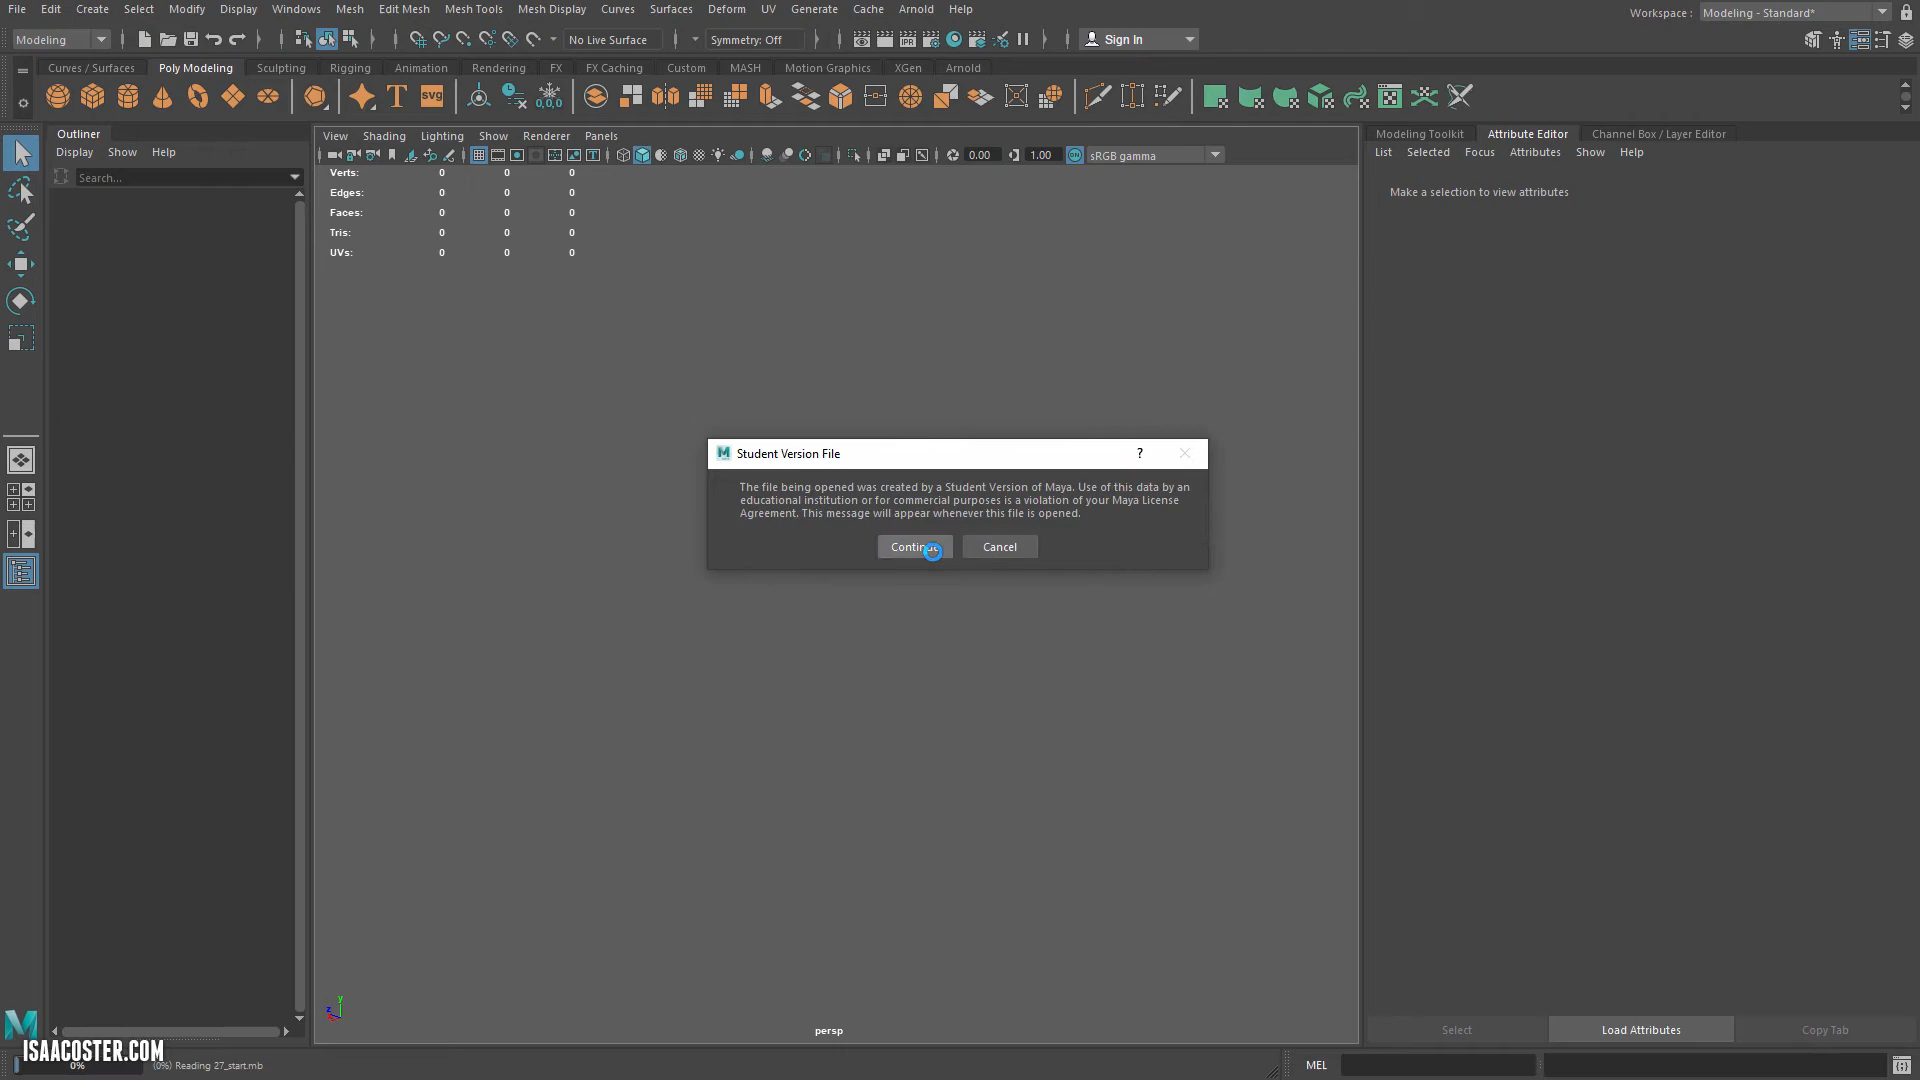 File Edit Create Select Modify Display Windows Mesh Edit Mesh Mesh Tools Mesh Display Curves Surfaces Deform UV Generate Cache Arnold Help
Workspace : Modeling - Standard*
Modeling No Live Surface Symmetry: Off Sign In
Curves / Surfaces Poly Modeling Sculpting Rigging Animation Rendering FX FX Caching Custom MASH Motion Graphics XGen Arnold
T svg 0,0,0
Outliner
Display Show Help
Search...
View Shading Lighting Show Renderer Panels
0.00 1.00 ON sRGB gamma
Verts: 0 0 0
Edges: 0 0 0
Faces: 0 0 0
Tris: 0 0 0
UVs: 0 0 0
Modeling Toolkit Attribute Editor Channel Box / Layer Editor
List Selected Focus Attributes Show Help
Make a selection to view attributes
M Student Version File ?
The file being opened was created by a Student Version of Maya. Use of this data by an
educational institution or for commercial purposes is a violation of your Maya License
Agreement. This message will appear whenever this file is opened.
Continue Cancel
y
z
persp
Select Load Attributes Copy Tab
M
ISAACOSTER.COM
0% (0%) Reading 27_start.mb
MEL